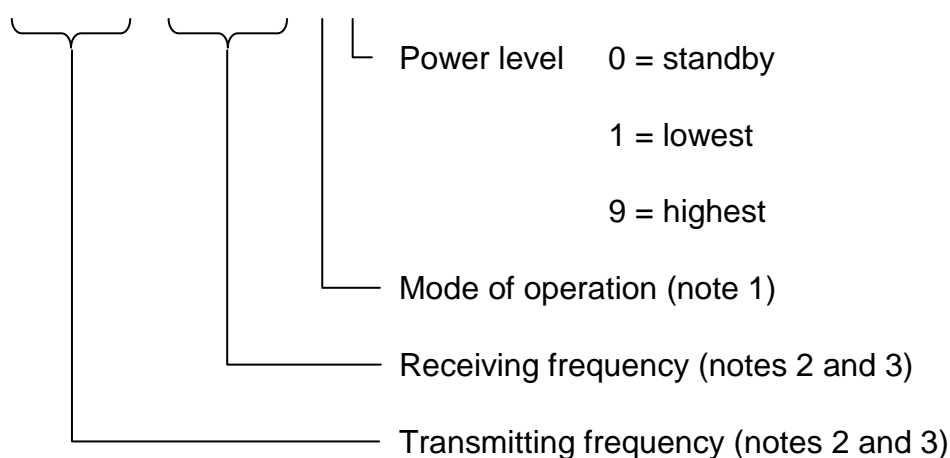 Power level 0 = standby
1 = lowest
9 = highest
Mode of operation (note 1)
Receiving frequency (notes 2 and 3)
Transmitting frequency (notes 2 and 3)